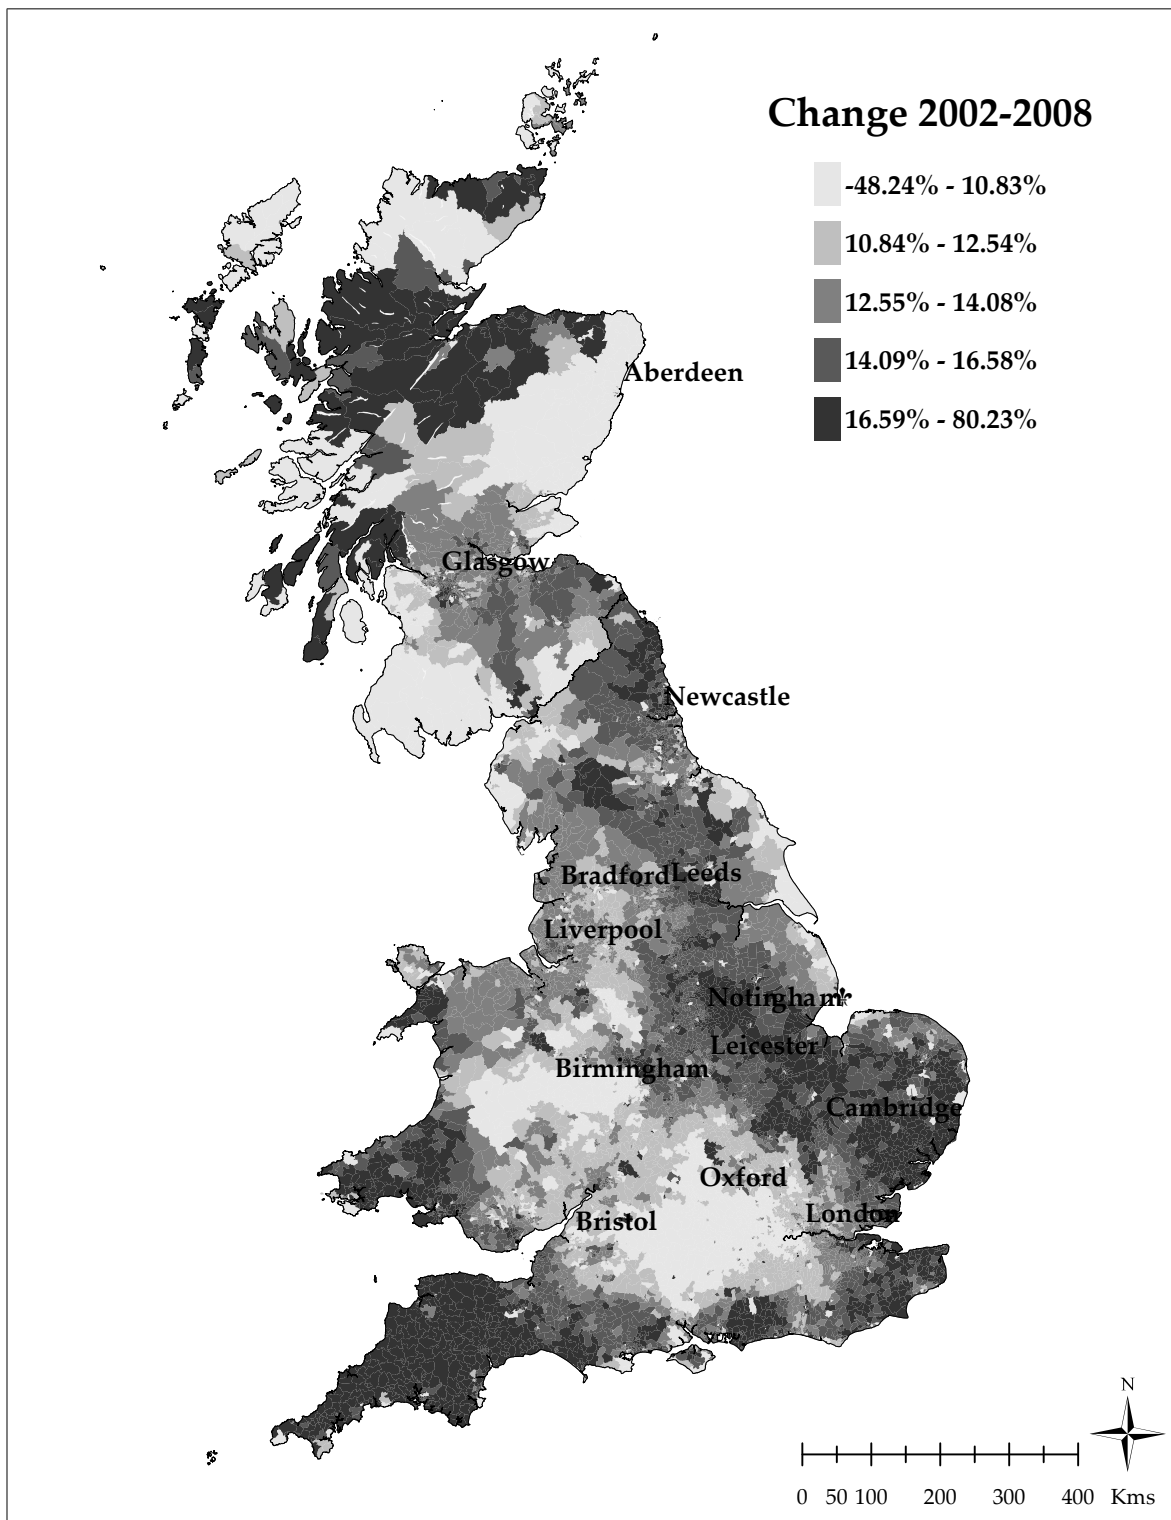 Change 2002-2008
-48.24% - 10.83%
10.84% - 12.54%
12.55% - 14.08%
14.09% - 16.58%
16.59% - 80.23%
Aberdeen
Glasgow
Newcastle
Bradford
Leeds
Liverpool
Notingham
Leicester
Birmingham
Cambridge
Oxford
London
Bristol
N
0 50 100 200 300 400 Kms